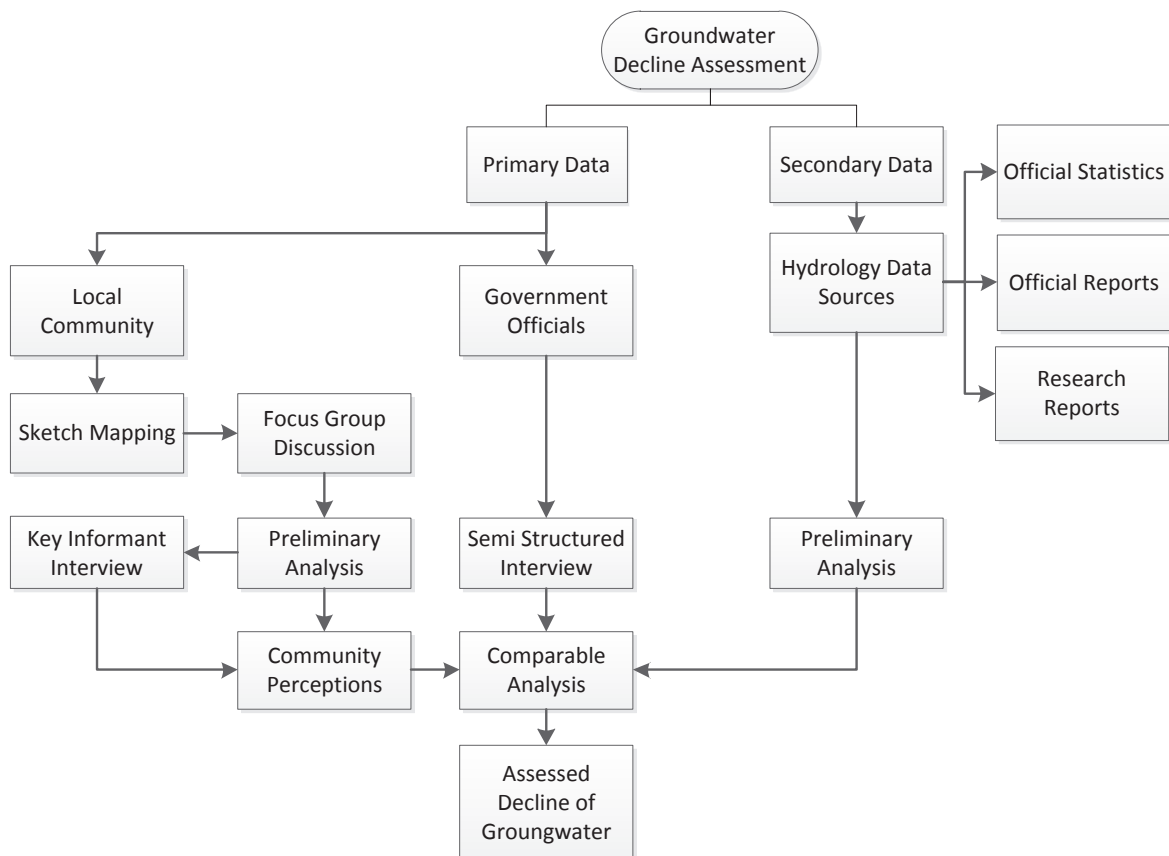 Groundwater
Decline Assessment
Primary Data
Secondary Data
Official Statistics
Local
Community
Government
Officials
Hydrology Data
Sources
Official Reports
Research
Reports
Sketch Mapping
Focus Group
Discussion
Key Informant
Interview
Preliminary
Analysis
Semi Structured
Interview
Preliminary
Analysis
Community
Perceptions
Comparable
Analysis
Assessed
Decline of
Groungwater